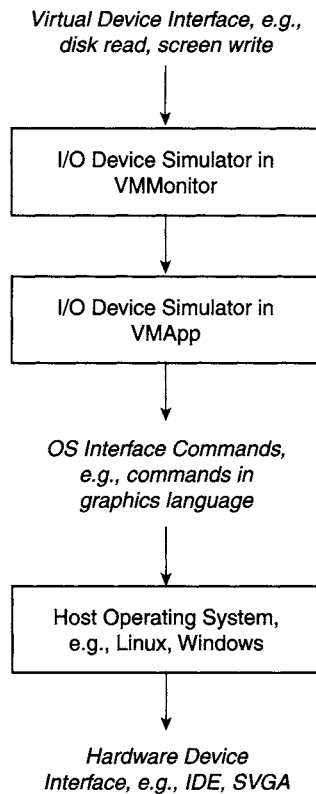 Virtual Device Interface, e.g.,
disk read, screen write
I/O Device Simulator in
VMMonitor
I/O Device Simulator in
VMApp
OS Interface Commands,
e.g., commands in
graphics language
Host Operating System,
e.g., Linux, Windows
Hardware Device
Interface, e.g., IDE, SVGA